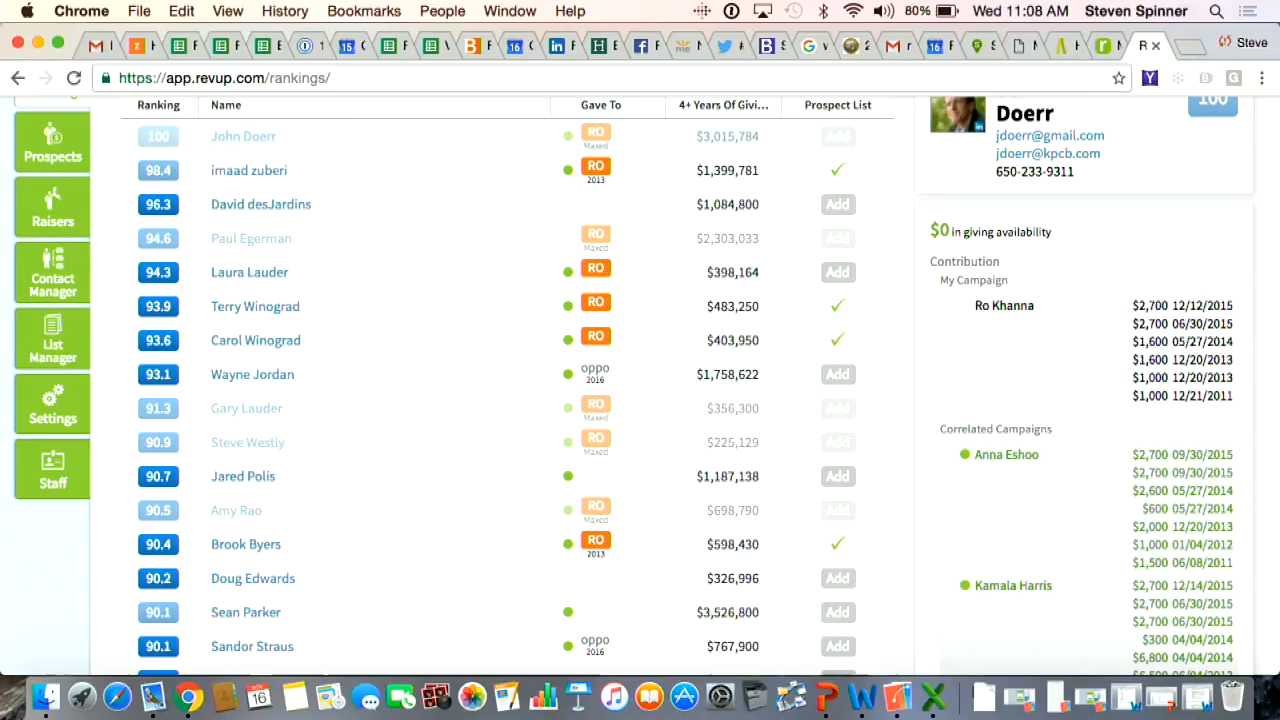 Chrome File Edit View History Bookmarks People Window Help 80% Wed 11:08 AM Steven Spinner
Steve
https://app.revup.com/rankings/
Ranking Name Gave To 4+ Years Of Givi... Prospect List
100 John Doerr RO Maxed $3,015,784 Add
98.4 imaad zuberi RO 2013 $1,399,781
96.3 David desJardins $1,084,800 Add
94.6 Paul Egerman RO Maxed $2,303,033 Add
94.3 Laura Lauder RO $398,164 Add
93.9 Terry Winograd RO $483,250
93.6 Carol Winograd RO $403,950
93.1 Wayne Jordan oppo 2016 $1,758,622 Add
91.3 Gary Lauder RO Maxed $356,300 Add
90.9 Steve Westly RO Maxed $225,129 Add
90.7 Jared Polis $1,187,138 Add
90.5 Amy Rao RO Maxed $698,790 Add
90.4 Brook Byers RO 2013 $598,430
90.2 Doug Edwards $326,996 Add
90.1 Sean Parker $3,526,800 Add
90.1 Sandor Straus oppo 2016 $767,900 Add
Prospects
Raisers
Contact
Manager
List
Manager
Settings
Staff
Doerr 100
jdoerr@gmail.com
jdoerr@kpcb.com
650-233-9311
$0 in giving availability
Contribution
My Campaign
Ro Khanna $2,700 12/12/2015
$2,700 06/30/2015
$1,600 05/27/2014
$1,600 12/20/2013
$1,000 12/20/2013
$1,000 12/21/2011
Correlated Campaigns
Anna Eshoo $2,700 09/30/2015
$2,700 09/30/2015
$2,600 05/27/2014
$600 05/27/2014
$2,000 12/20/2013
$1,000 01/04/2012
$1,500 06/08/2011
Kamala Harris $2,700 12/14/2015
$2,700 06/30/2015
$2,700 06/30/2015
$300 04/04/2014
$6,800 04/04/2014